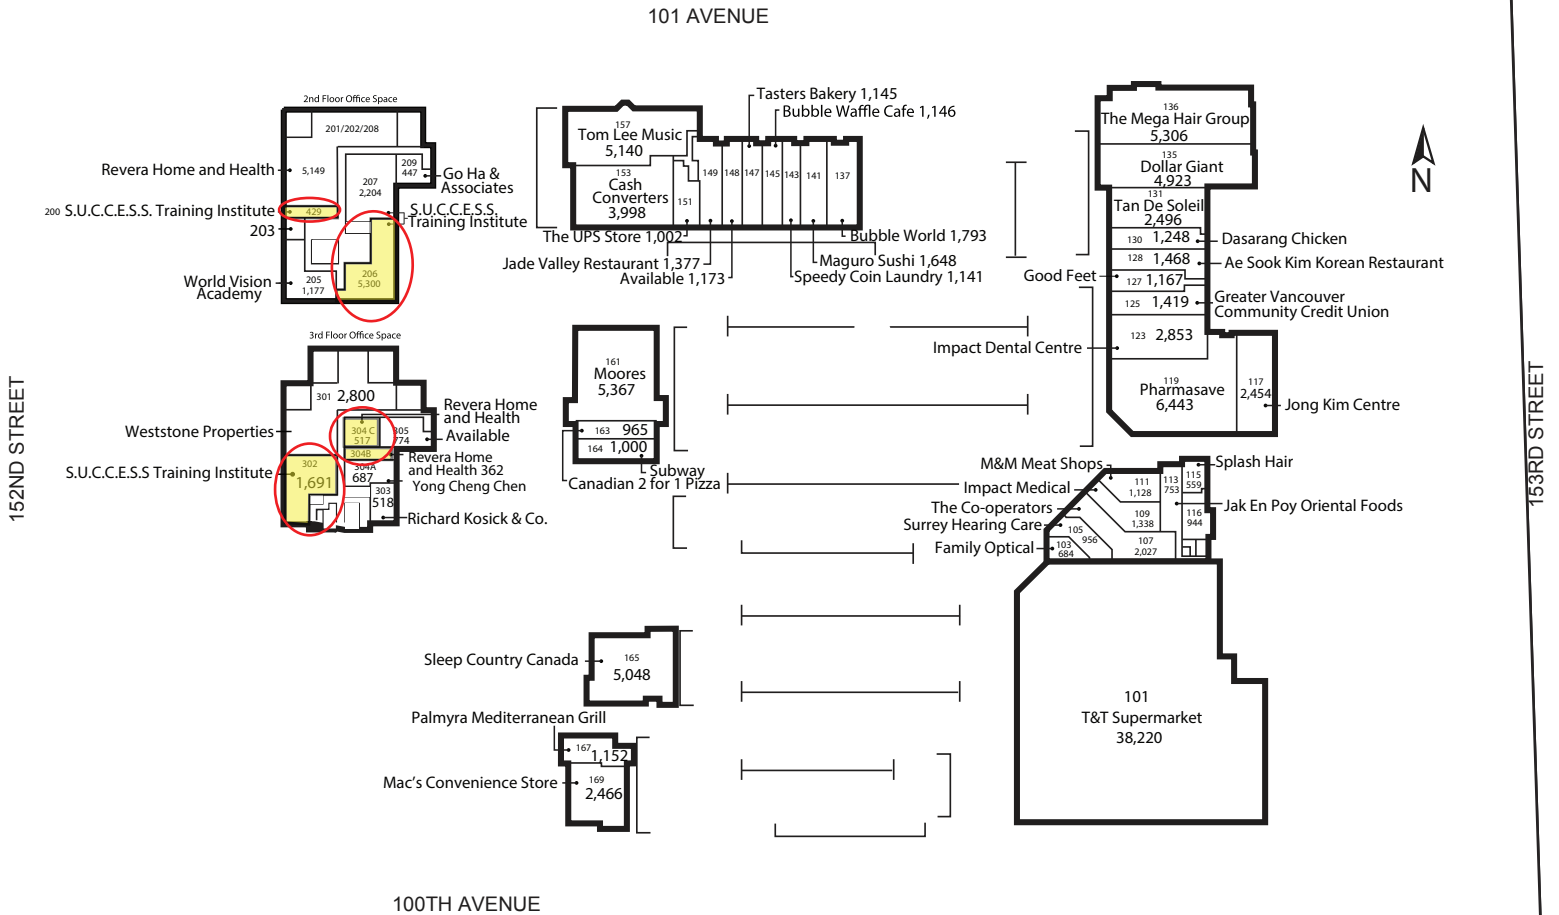 101 AVENUE
2nd Floor Office Space
201/202/208
Revera Home and Health
5,149
209
447
Go Ha &
Associates
207
2,204
200 S.U.C.C.E.S.S. Training Institute
429
S.U.C.C.E.S.S.
Training Institute
203
206
5,300
World Vision
Academy
205
1,177
3rd Floor Office Space
301 2,800
Revera Home
and Health
Weststone Properties
304 C
517
305
774
Available
304B
Revera Home
and Health 362
S.U.C.C.E.S.S Training Institute
302
1,691
304A
687
Yong Cheng Chen
303
518
Richard Kosick & Co.
152ND STREET
157
Tom Lee Music
5,140
153
Cash
Converters
3,998
151
149
148
147
145
143
141
137
Tasters Bakery 1,145
Bubble Waffle Cafe 1,146
The UPS Store 1,002
Bubble World 1,793
Jade Valley Restaurant 1,377
Maguro Sushi 1,648
Available 1,173
Speedy Coin Laundry 1,141
161
Moores
5,367
163 965
164 1,000
Subway
Canadian 2 for 1 Pizza
Sleep Country Canada
165
5,048
Palmyra Mediterranean Grill
167
1,152
Mac's Convenience Store
169
2,466
136
The Mega Hair Group
5,306
135
Dollar Giant
4,923
131
Tan De Soleil
2,496
130 1,248
Dasarang Chicken
128 1,468
Ae Sook Kim Korean Restaurant
Good Feet
127 1,167
125 1,419
Greater Vancouver
Community Credit Union
Impact Dental Centre
123 2,853
119
Pharmasave
6,443
117
2,454
Jong Kim Centre
M&M Meat Shops
Impact Medical
The Co-operators
Surrey Hearing Care
Family Optical
111
1,128
113
753
115
559
Splash Hair
109
1,338
116
944
Jak En Poy Oriental Foods
105
956
107
2,027
103
684
101
T&T Supermarket
38,220
N
153RD STREET
100TH AVENUE